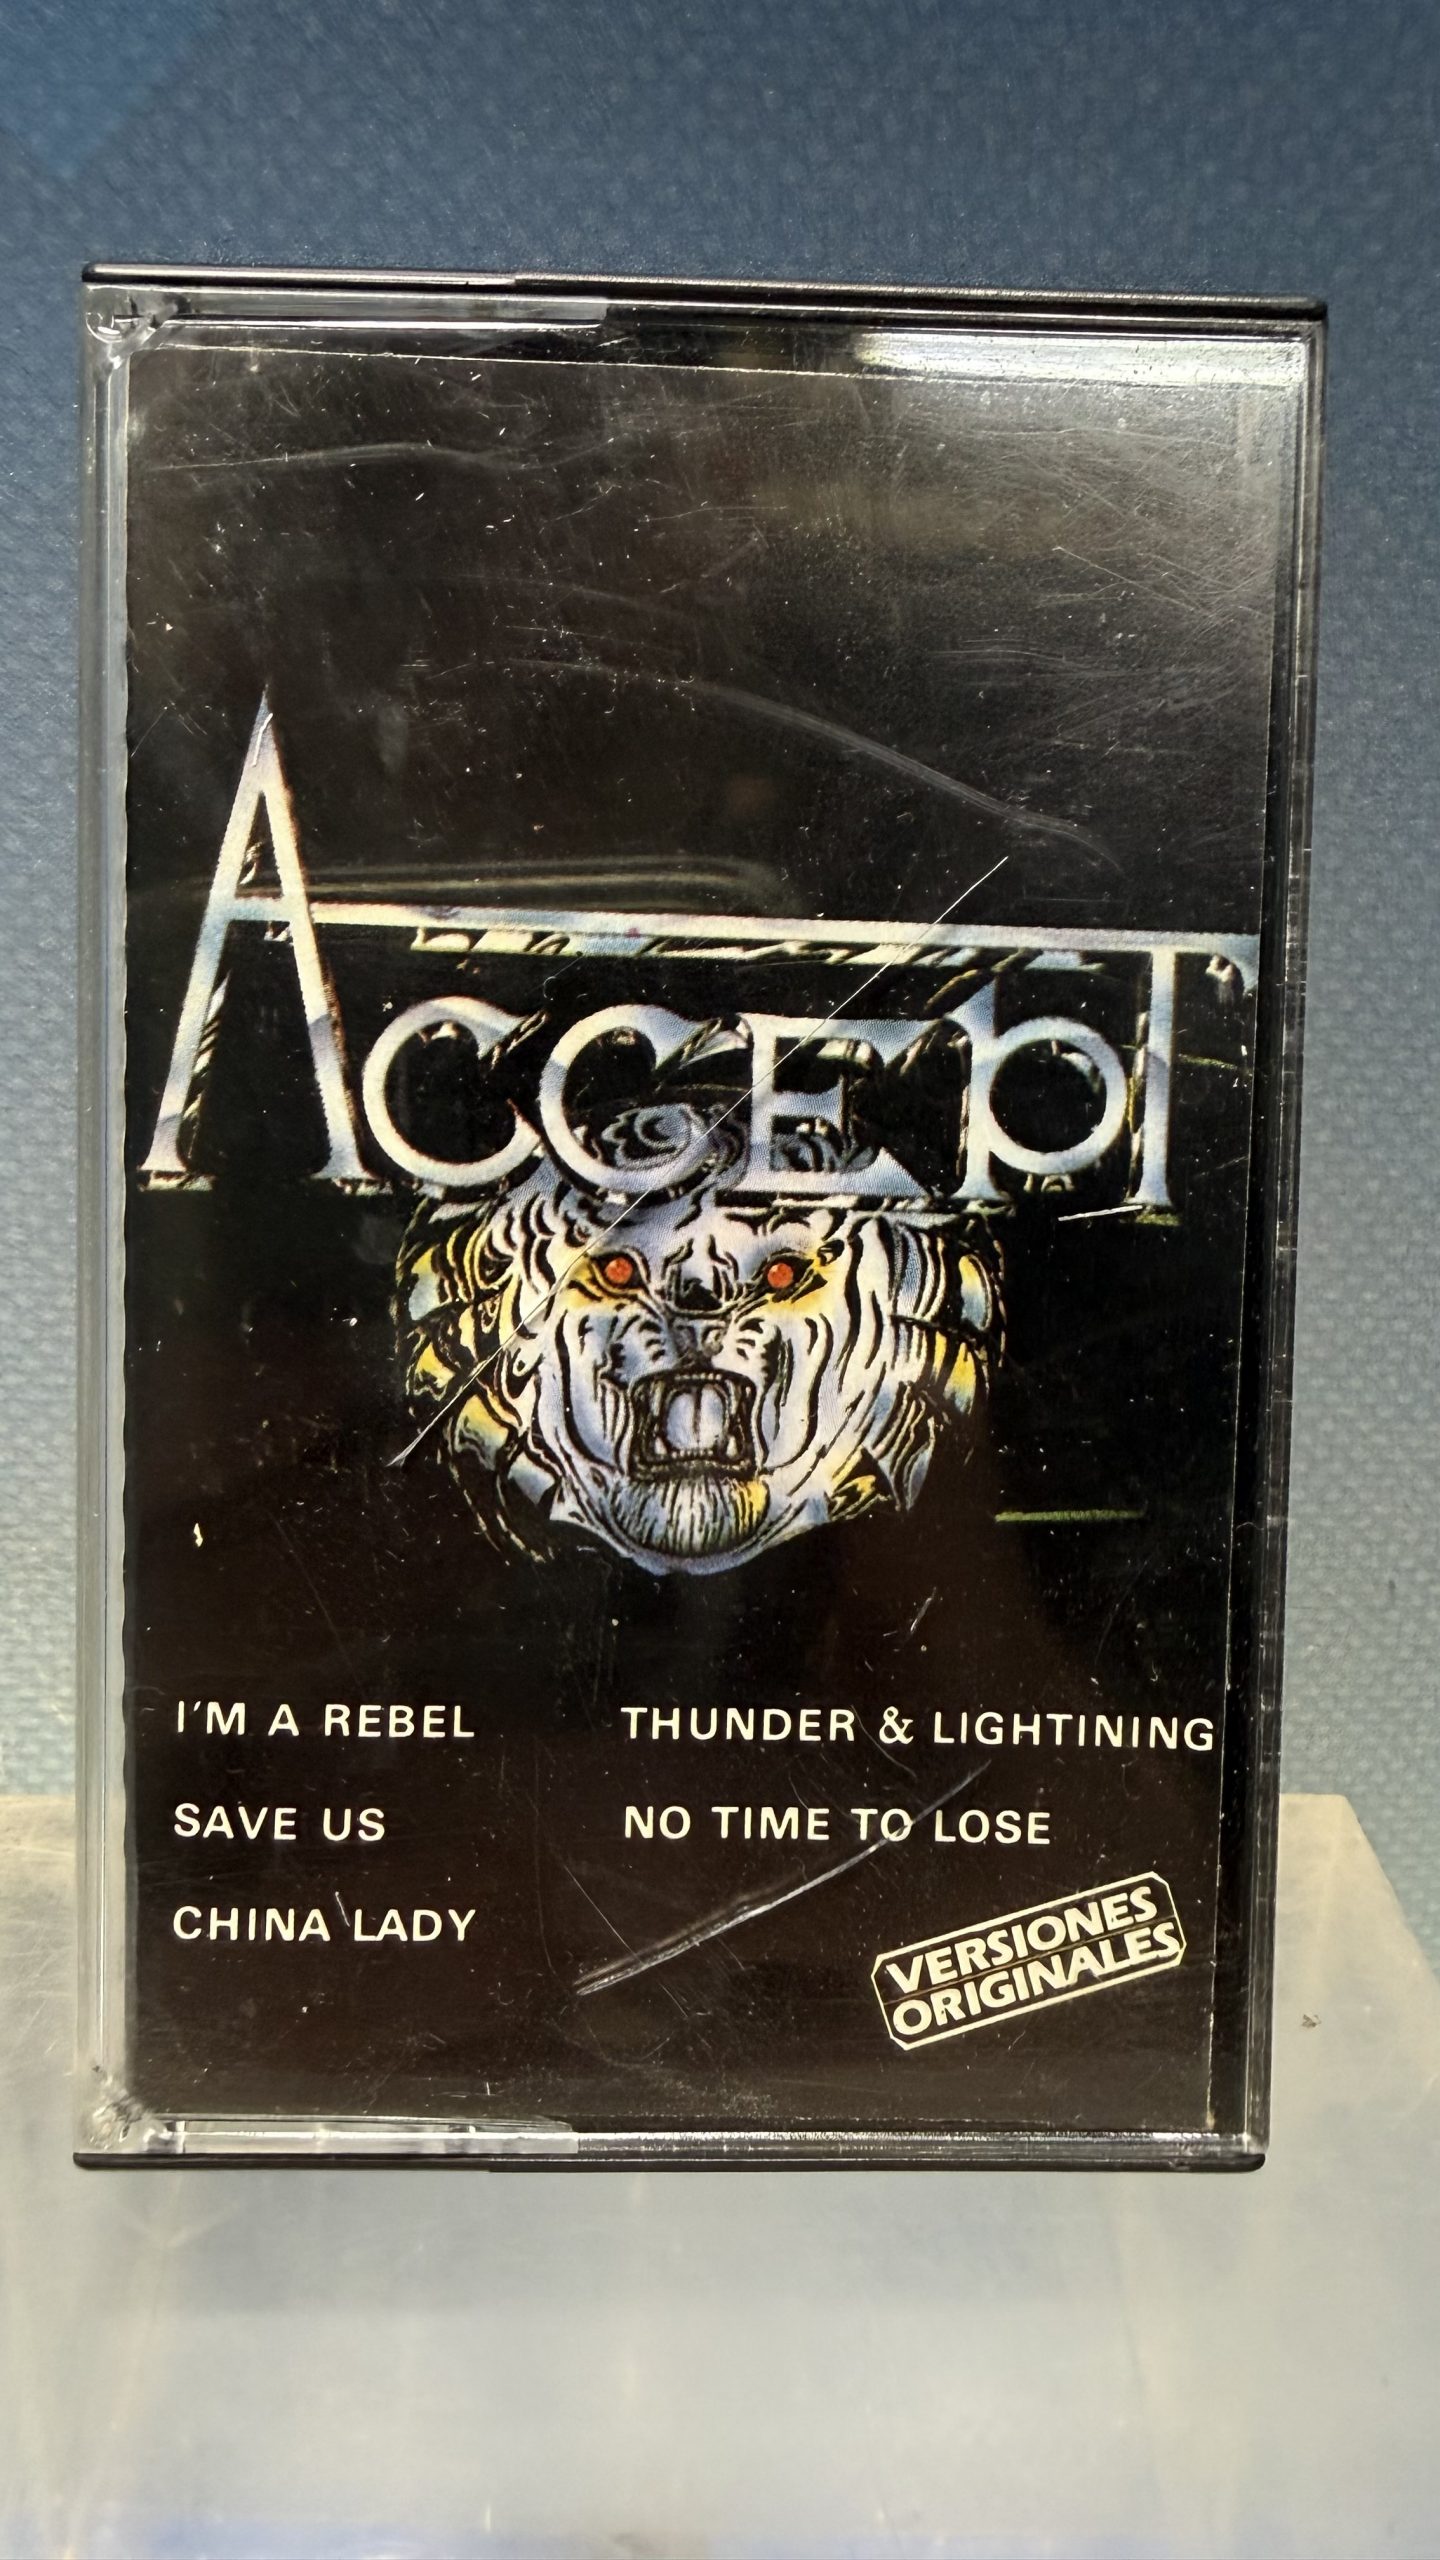 ACCEPT
I'M A REBEL
SAVE US
CHINA LADY
THUNDER & LIGHTINING
NO TIME TO LOSE
VERSIONES
ORIGINALES